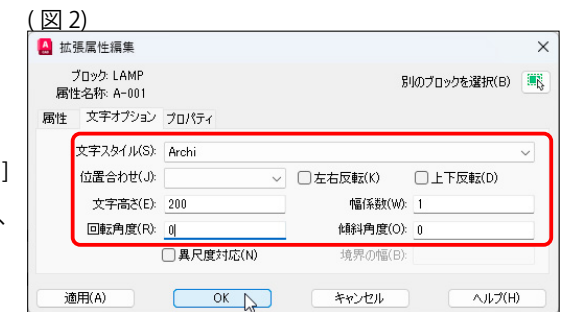 (図 2)
拡張属性編集
ブロック: LAMP
属性名称: A-001
別のブロックを選択(B)
属性 文字オプション プロパティ
文字スタイル(S): Archi
位置合わせ(J): 左右反転(K) 上下反転(D)
文字高さ(E): 200 幅係数(W): 1
回転角度(R): 0 傾斜角度(O): 0
異尺度対応(N) 境界の幅(B):
適用(A) OK キャンセル ヘルプ(H)
]
、